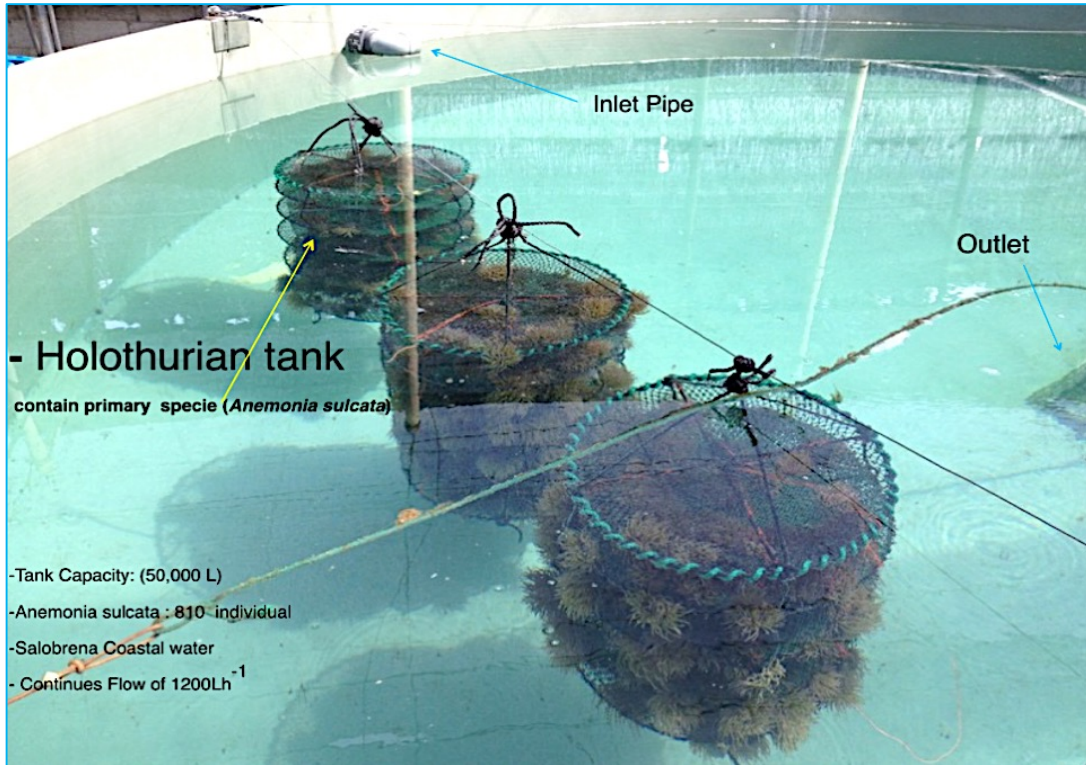 Inlet Pipe
Outlet
- Holothurian tank
contain primary specie (Anemonia sulcata)
-Tank Capacity: (50,000 L)
-Anemonia sulcata : 810 individual
-Salobrena Coastal water
- Continues Flow of 1200Lh-1